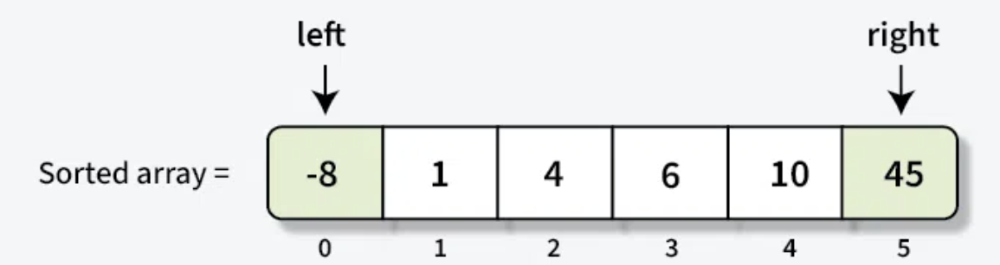 left right
Sorted array = -8 1 4 6 10 45
0 1 2 3 4 5